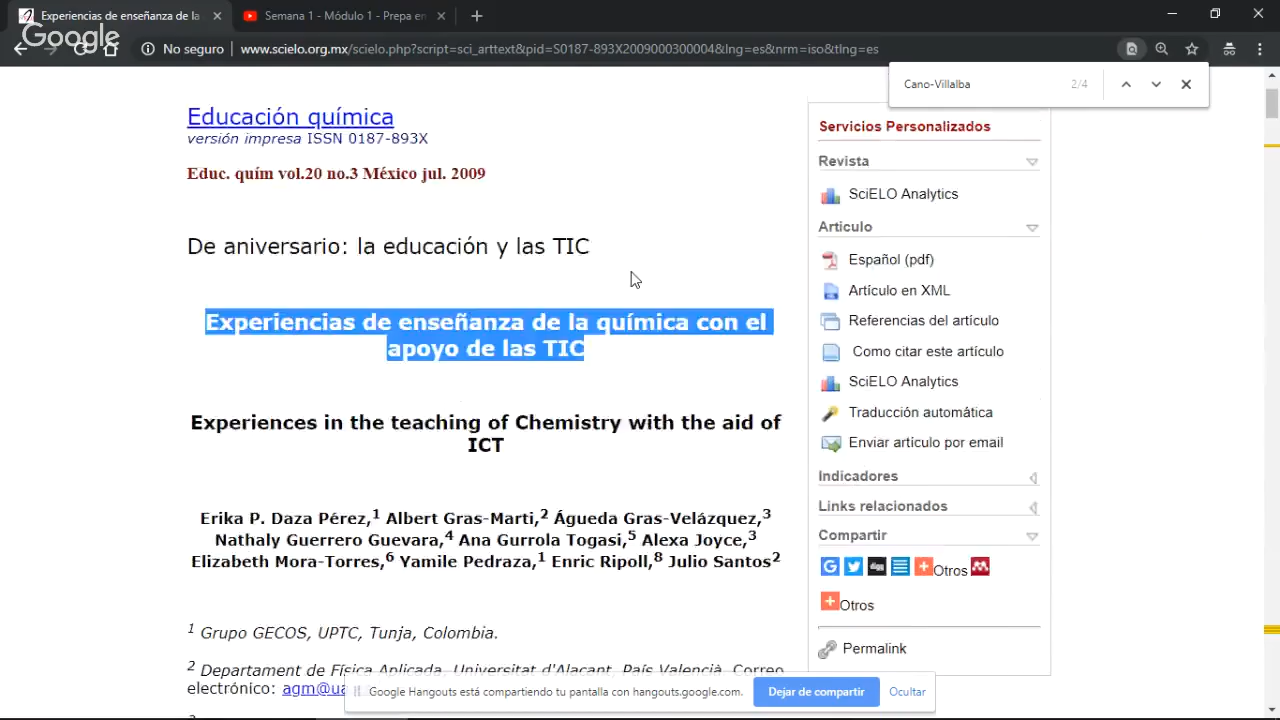 Experiencias de enseñanza de la
Semana 1 - Módulo 1 - Prepa en
Google
No seguro
www.scielo.org.mx/scielo.php?script=sci_arttext&pid=S0187-893X2009000300004&lng=es&nrm=iso&tlng=es
Cano-Villalba 2/4
Educación química
versión impresa ISSN 0187-893X
Educ. quím vol.20 no.3 México jul. 2009
De aniversario: la educación y las TIC
Experiencias de enseñanza de la química con el
apoyo de las TIC
Experiences in the teaching of Chemistry with the aid of
ICT
Erika P. Daza Pérez,1 Albert Gras-Marti,2 Águeda Gras-Velázquez,3
Nathaly Guerrero Guevara,4 Ana Gurrola Togasi,5 Alexa Joyce,3
Elizabeth Mora-Torres,6 Yamile Pedraza,1 Enric Ripoll,8 Julio Santos2
1 Grupo GECOS, UPTC, Tunja, Colombia.
2 Departament de Física Aplicada. Universitat d'Alacant, País Valencià. Correo
electrónico: agm@ua
Servicios Personalizados
Revista
SciELO Analytics
Articulo
Español (pdf)
Artículo en XML
Referencias del artículo
Como citar este artículo
SciELO Analytics
Traducción automática
Enviar artículo por email
Indicadores
Links relacionados
Compartir
Otros
Otros
Permalink
Google Hangouts está compartiendo tu pantalla con hangouts.google.com.
Dejar de compartir
Ocultar